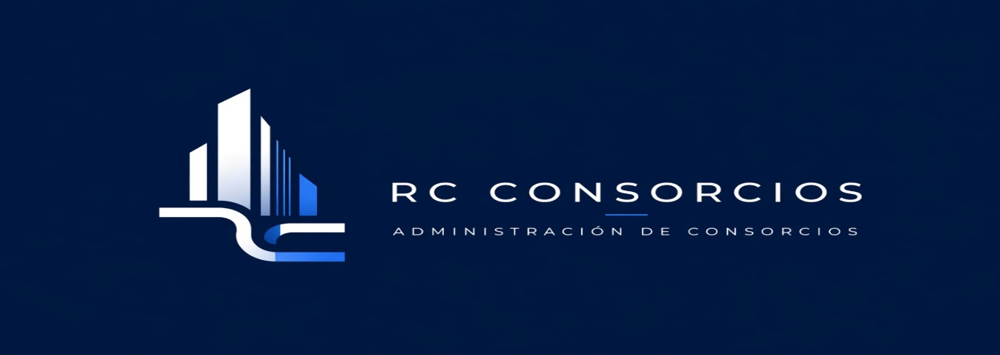 RC CONSORCIOS
ADMINISTRACIÓN DE CONSORCIOS